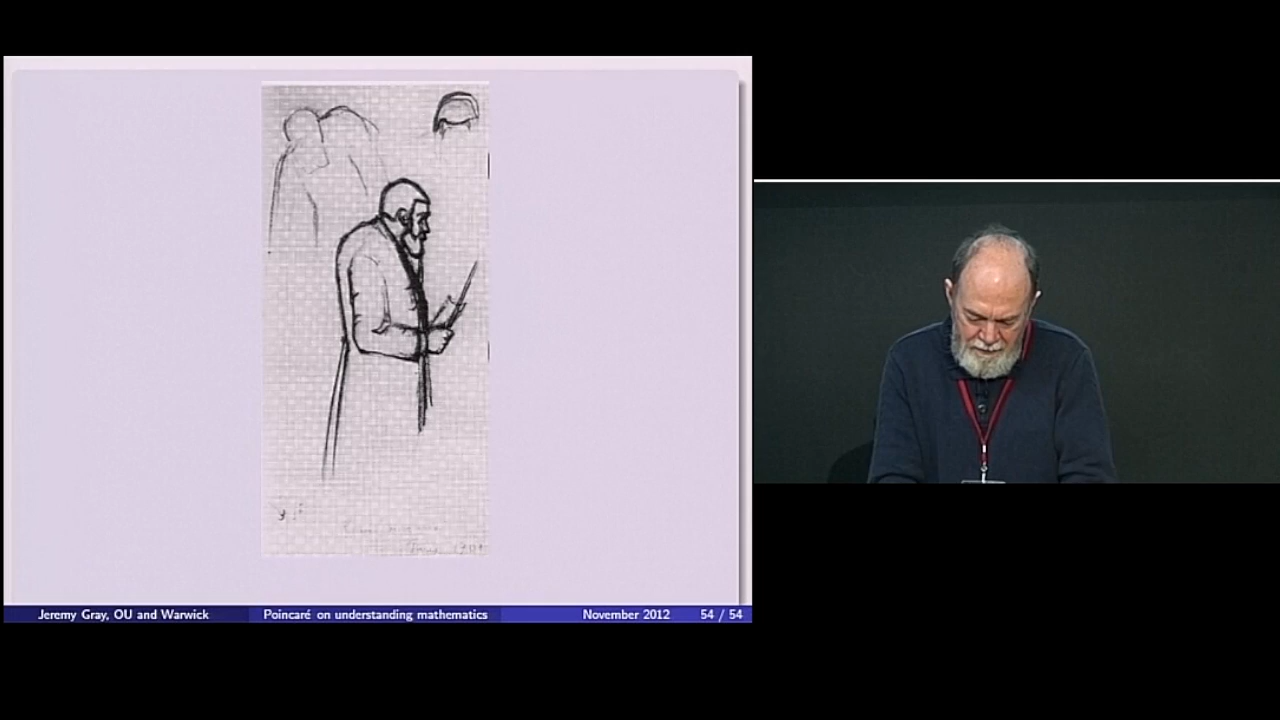 Jeremy Gray, OU and Warwick Poincaré on understanding mathematics November 2012 54 / 54